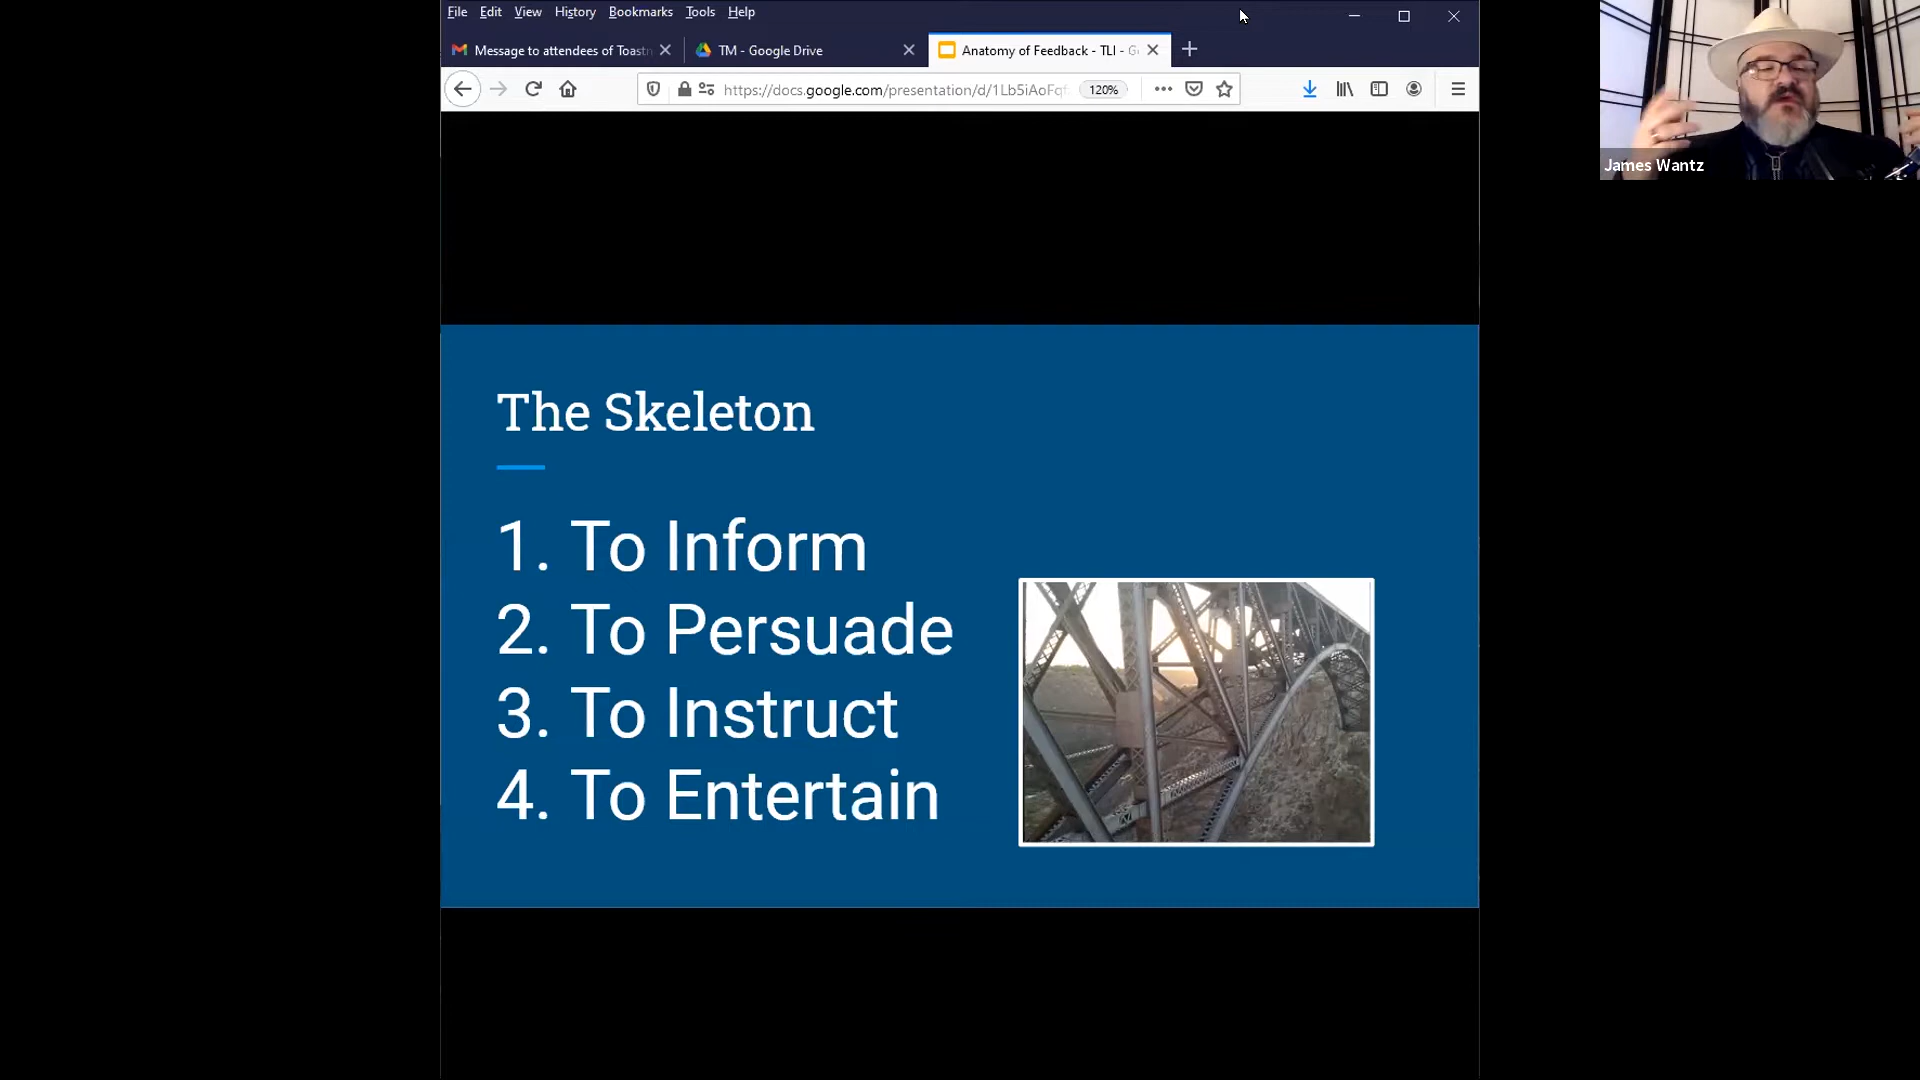 File Edit View History Bookmarks Tools Help
Message to attendees of Toast
TM - Google Drive
Anatomy of Feedback - TLI - G
https://docs.google.com/presentation/d/1Lb5iAoFqf
120%
James Wantz
The Skeleton
1. To Inform
2. To Persuade
3. To Instruct
4. To Entertain